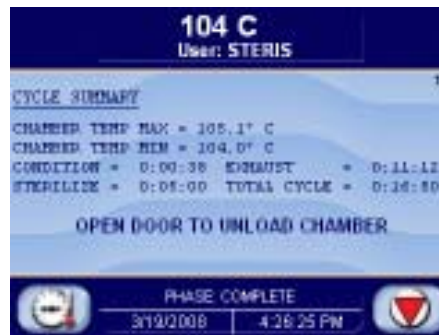 104 C
User: STERIS
CYCLE SUMMARY
CHAMBER TEMP MAX = 105.1° C
CHAMBER TEMP MIN = 104.0° C
CONDITION = 0:00:38 EXHAUST = 0:11:12
STERILIZE = 0:05:00 TOTAL CYCLE = 0:16:50
OPEN DOOR TO UNLOAD CHAMBER
PHASE COMPLETE
3/19/2008 4:26:25 PM